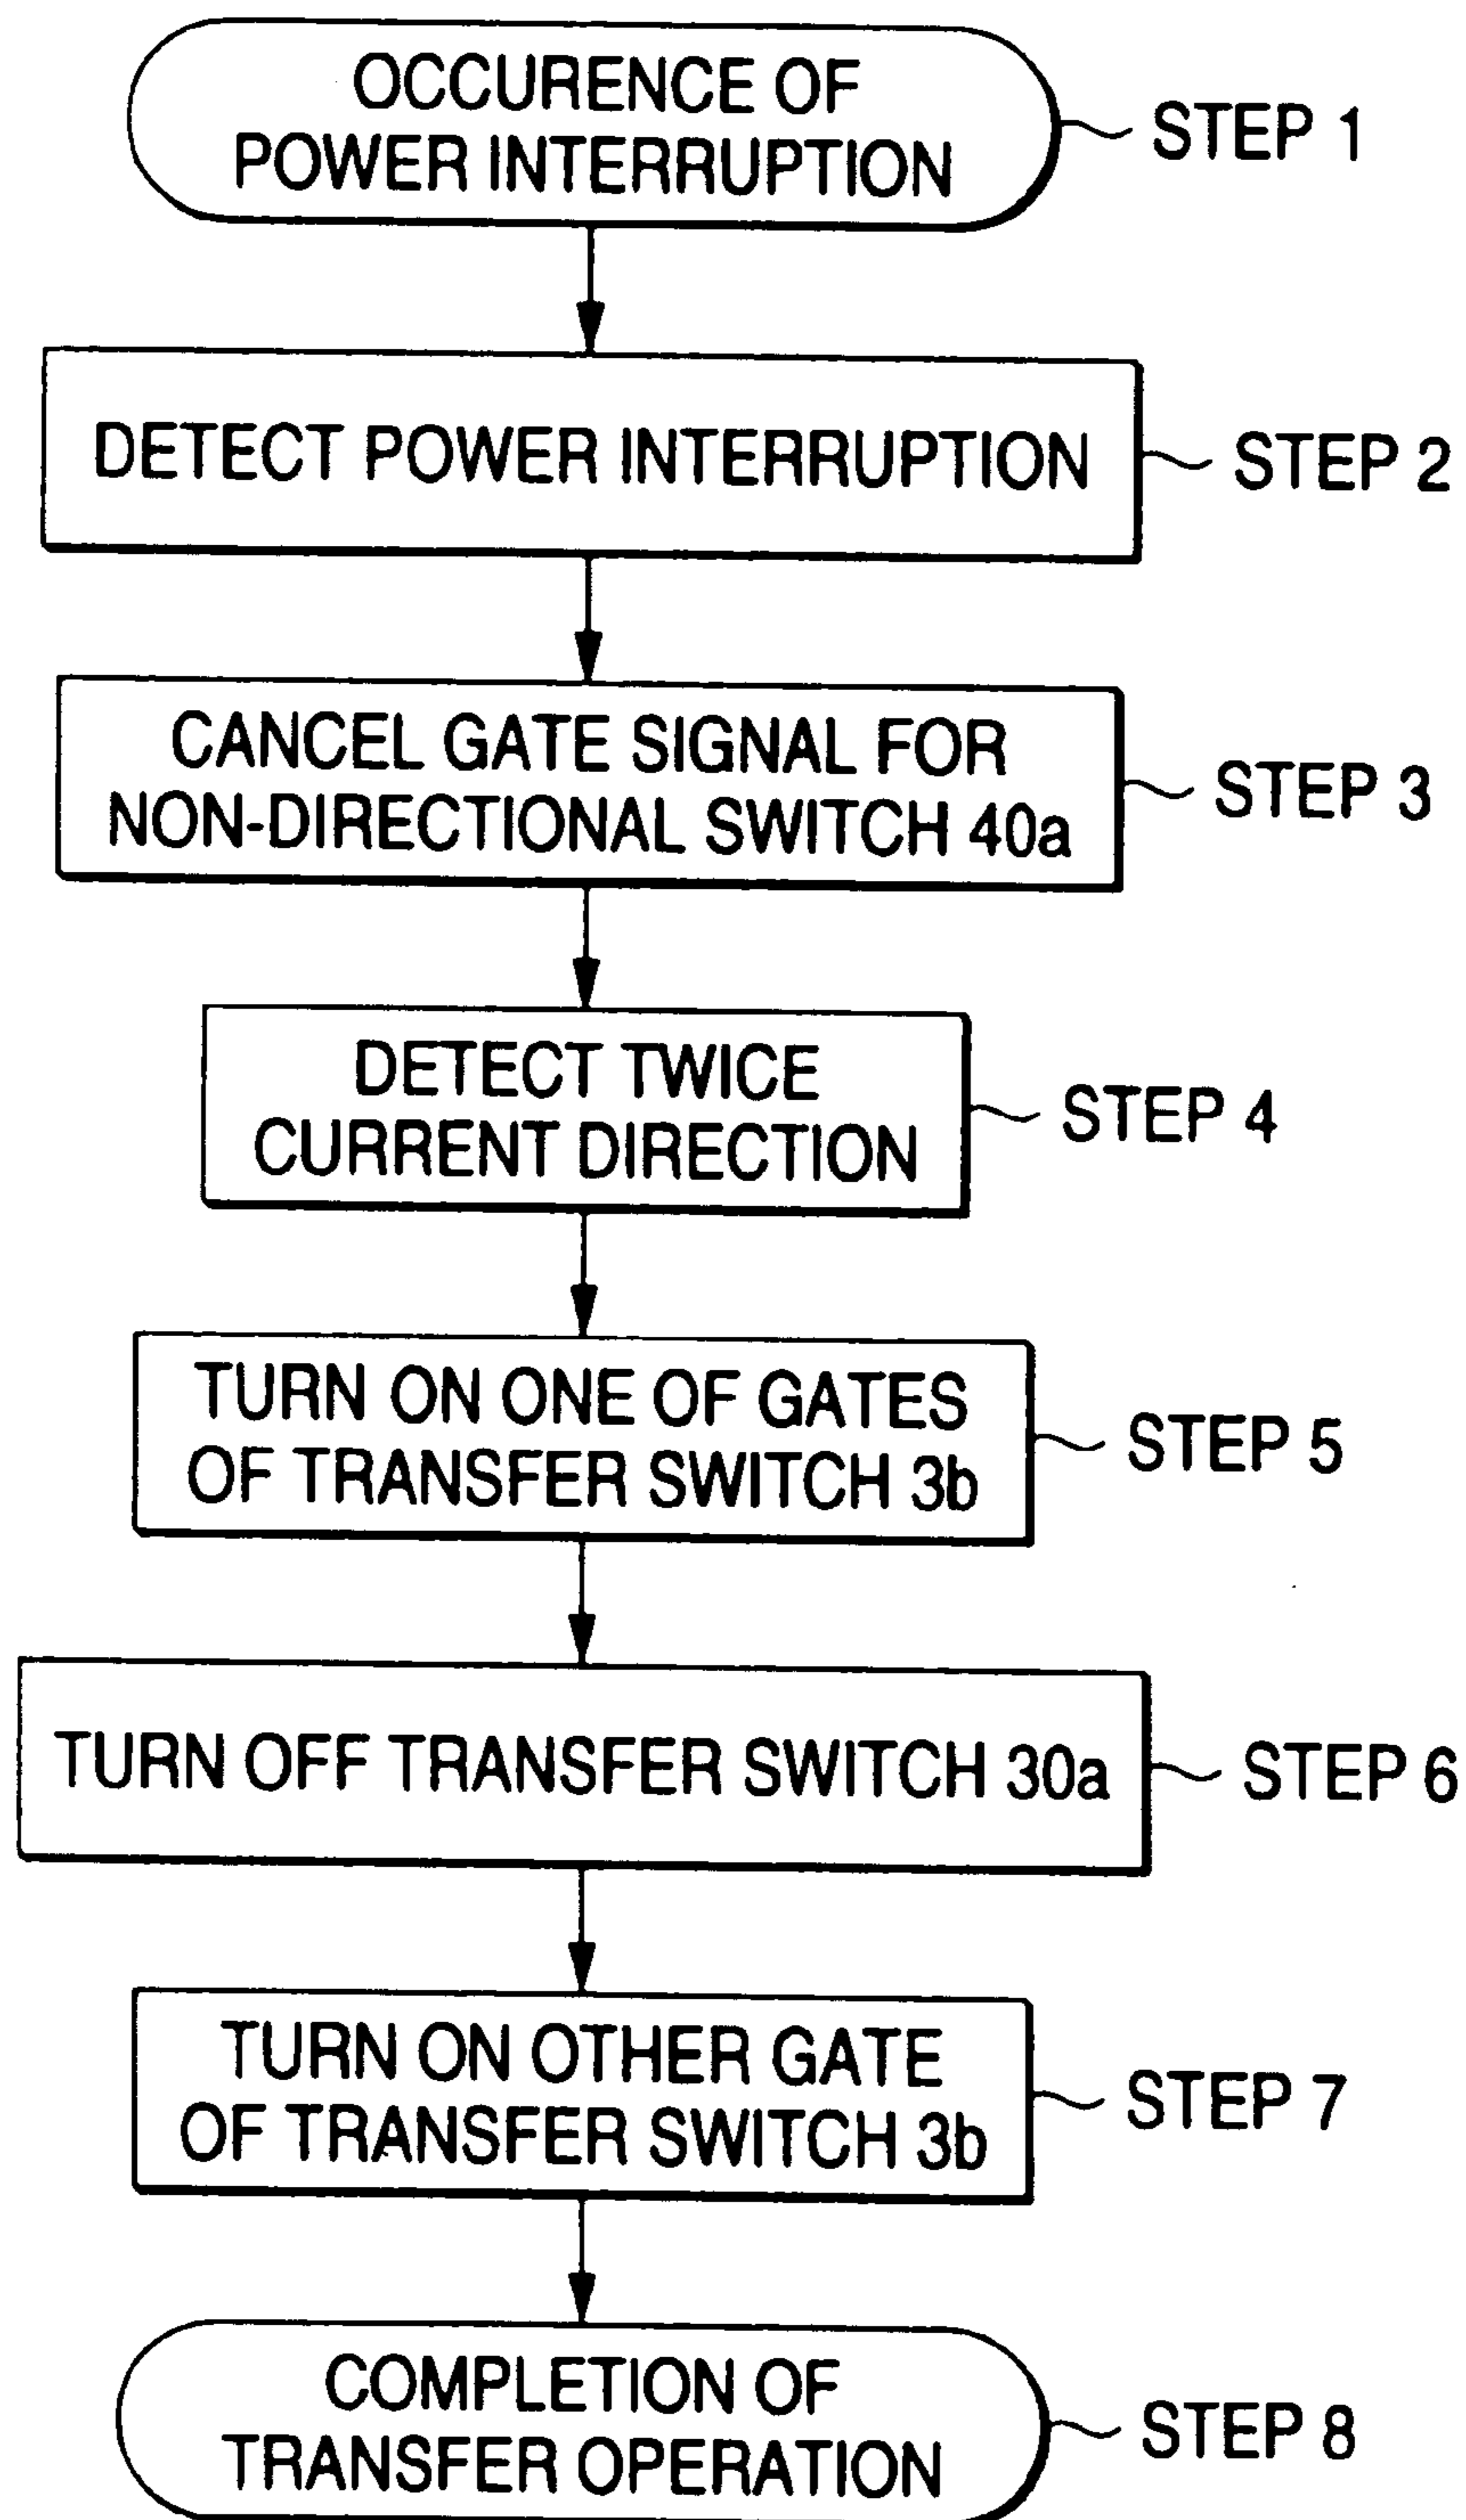 OCCURENCE OF
POWER INTERRUPTION
STEP 1
DETECT POWER INTERRUPTION
STEP 2
CANCEL GATE SIGNAL FOR
NON-DIRECTIONAL SWITCH 40a
STEP 3
DETECT TWICE
CURRENT DIRECTION
STEP 4
TURN ON ONE OF GATES
OF TRANSFER SWITCH 3b
STEP 5
TURN OFF TRANSFER SWITCH 30a
STEP 6
TURN ON OTHER GATE
OF TRANSFER SWITCH 3b
STEP 7
COMPLETION OF
TRANSFER OPERATION
STEP 8